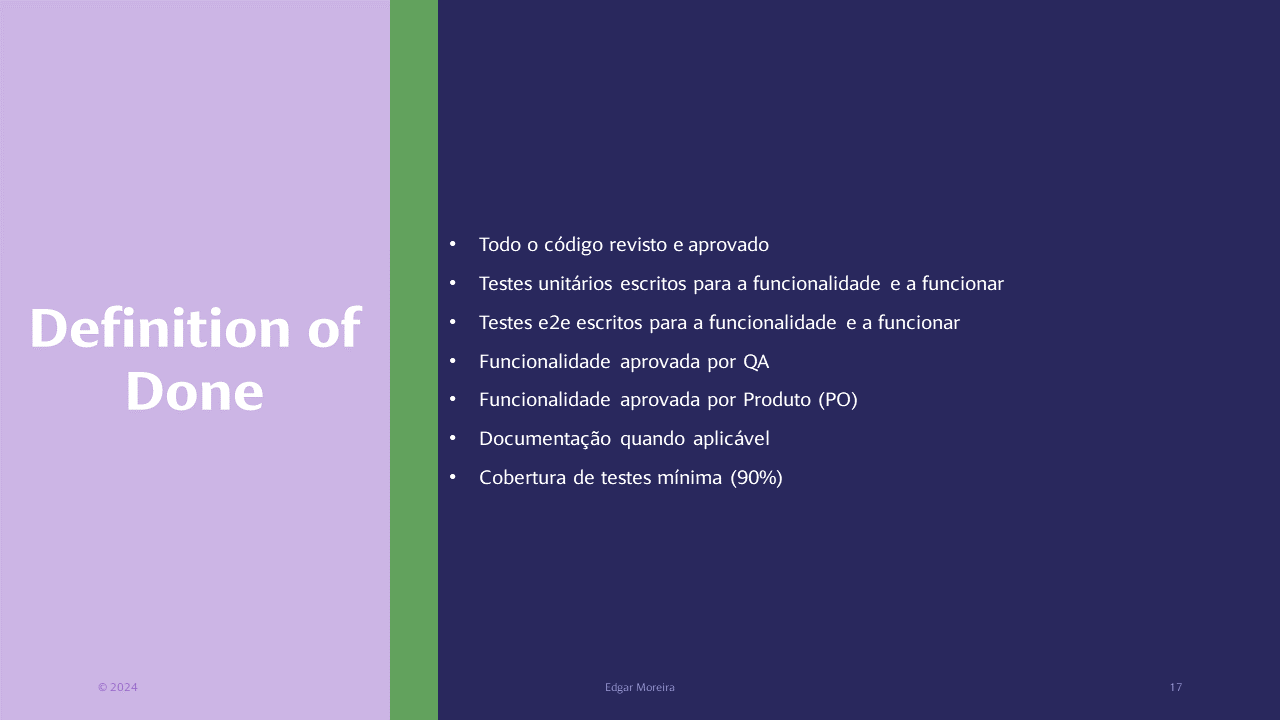 Definition of
Done
• Todo o código revisto e aprovado
• Testes unitários escritos para a funcionalidade e a funcionar
• Testes e2e escritos para a funcionalidade e a funcionar
• Funcionalidade aprovada por QA
• Funcionalidade aprovada por Produto (PO)
• Documentação quando aplicável
• Cobertura de testes mínima (90%)
© 2024
Edgar Moreira
17